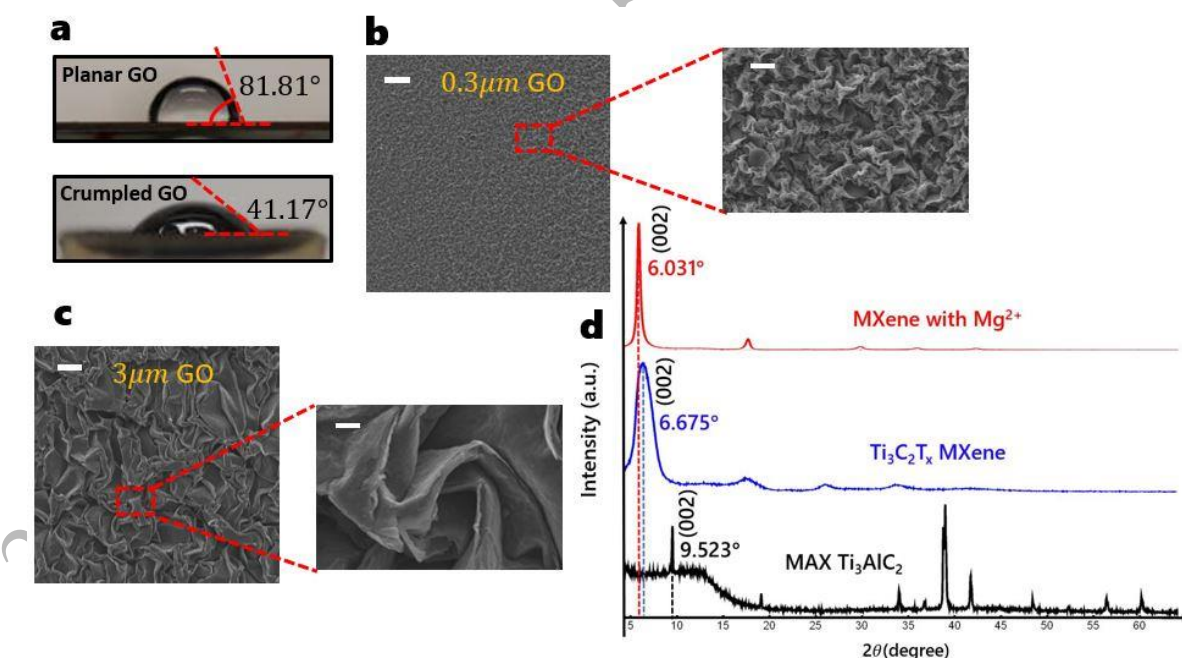 a
Planar GO
81.81°
Crumpled GO
41.17°
b
0.3μm GO
c
3μm GO
d
(002)
6.031°
MXene with Mg²⁺
(002)
6.675°
Ti₃C₂Tₓ MXene
(002)
9.523°
MAX Ti₃AlC₂
Intensity (a.u.)
5 10 15 20 25 30 35 40 45 50 55 60
2θ(degree)